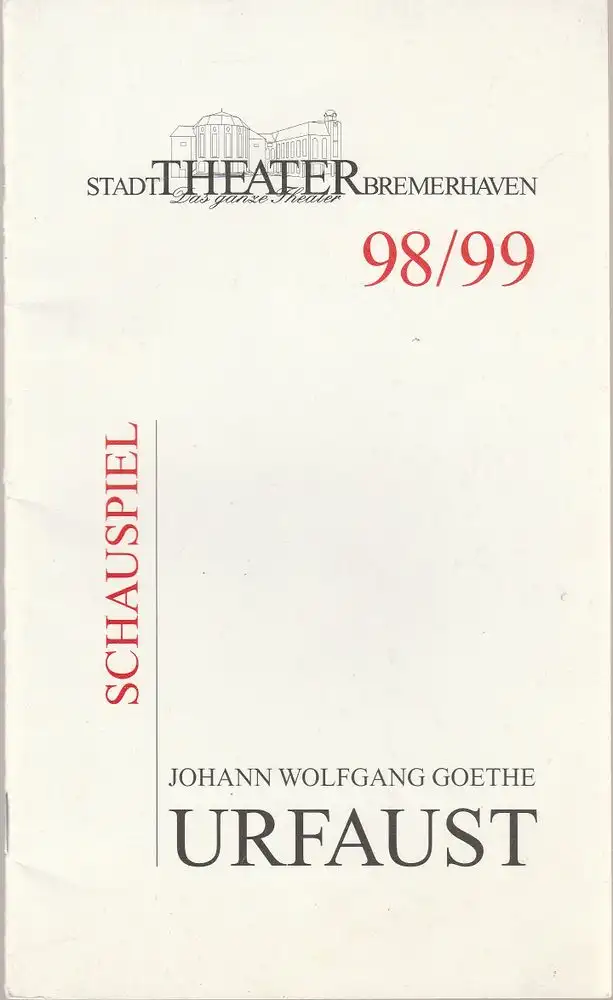 STADTTHEATERBREMERHAVEN
Das ganze Theater
98/99
SCHAUSPIEL
JOHANN WOLFGANG GOETHE
URFAUST